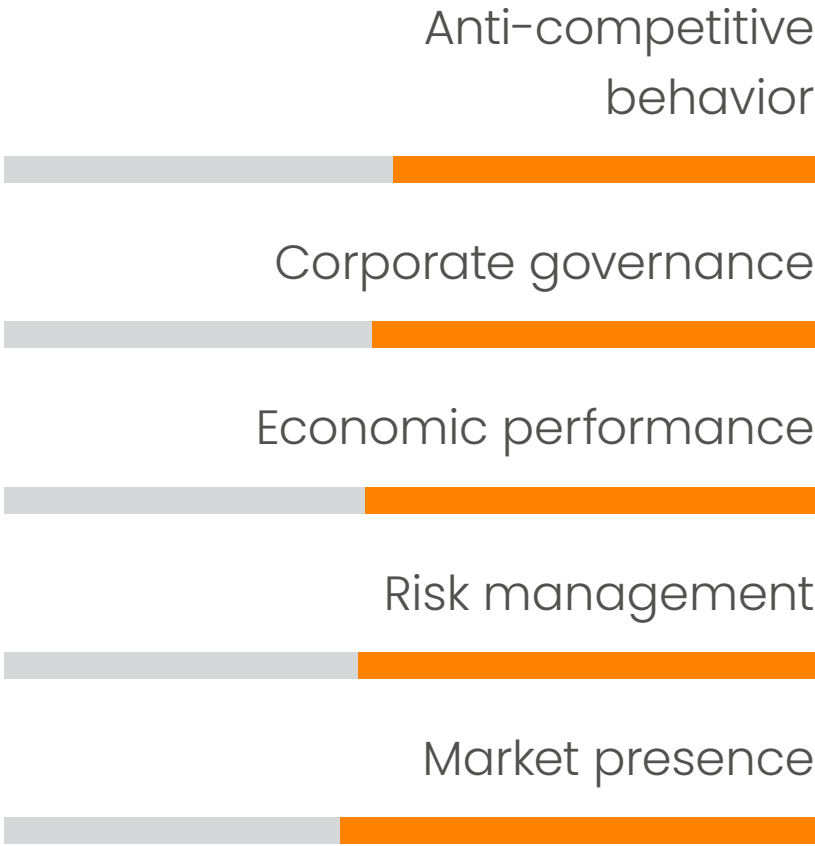 Anti-competitive
behavior
Corporate governance
Economic performance
Risk management
Market presence